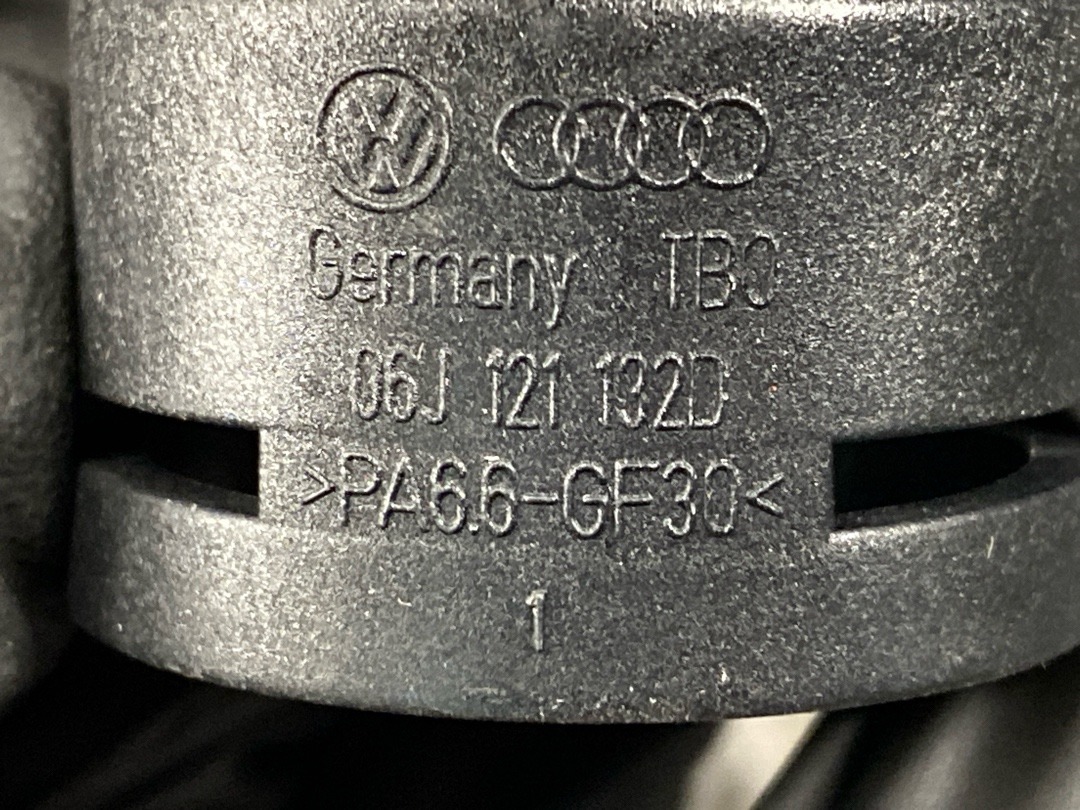 Germany TBO
06J 121 132D
>PA6.6-GF30<
1